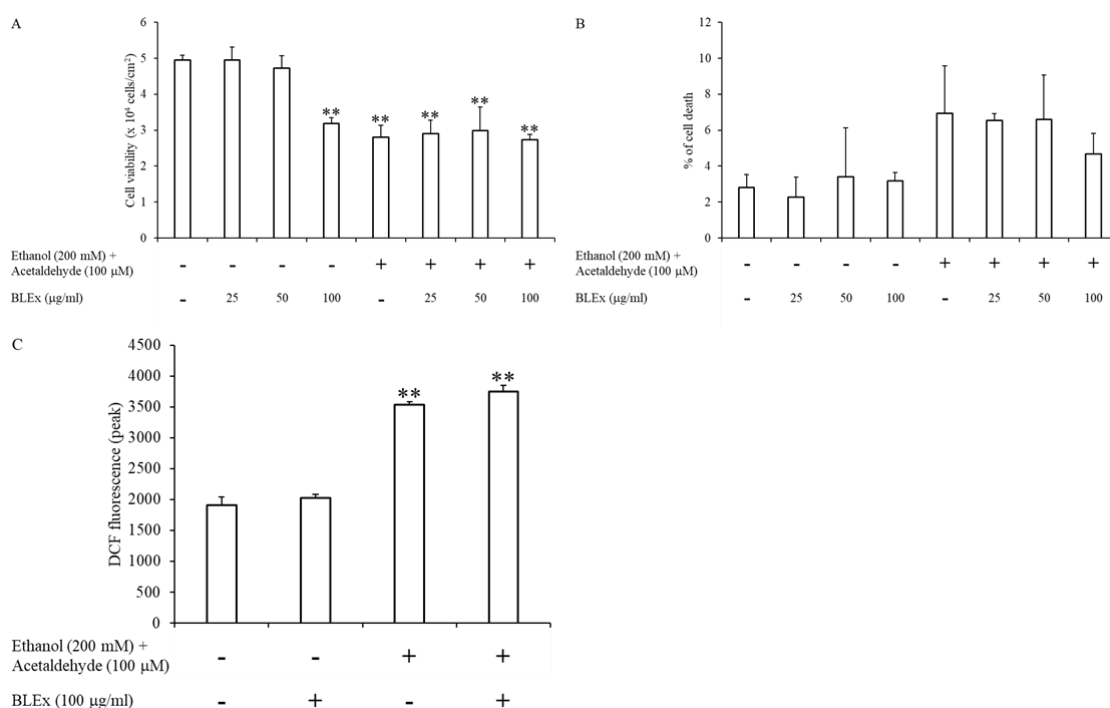 A
Cell viability (x 10⁴ cells/cm²)
6
5
4
3
2
1
0
** ** ** ** **
Ethanol (200 mM) +
Acetaldehyde (100 μM) - - - - + + + +
BLEx (μg/ml) - 25 50 100 - 25 50 100
B
% of cell death
12
10
8
6
4
2
0
Ethanol (200 mM) +
Acetaldehyde (100 μM) - - - - + + + +
BLEx (μg/ml) - 25 50 100 - 25 50 100
C
DCF fluorescence (peak)
4500
4000
3500
3000
2500
2000
1500
1000
500
0
** **
Ethanol (200 mM) +
Acetaldehyde (100 μM) - - + +
BLEx (100 μg/ml) - + - +